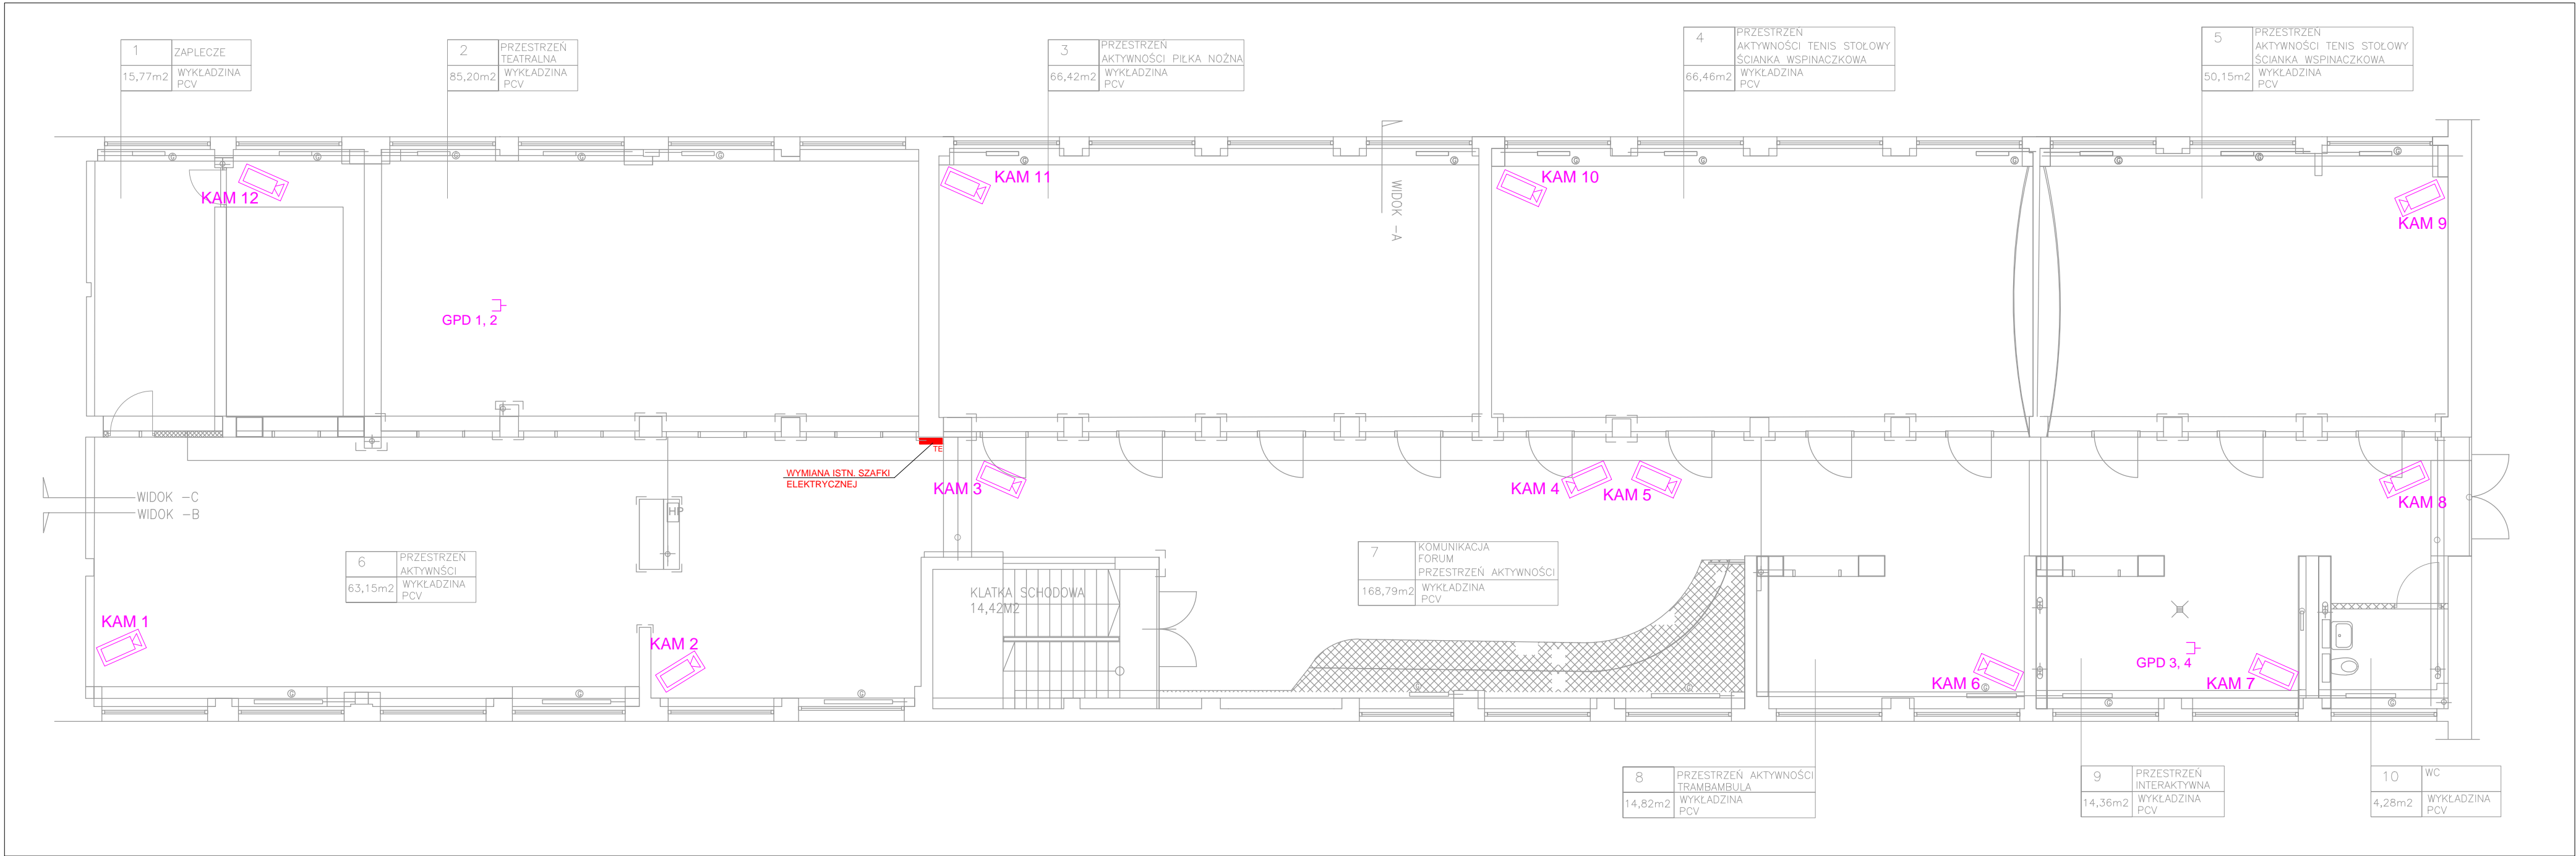 1
ZAPLECZE
15,77m2
WYKŁADZINA
PCV
2
PRZESTRZEŃ
TEATRALNA
85,20m2
WYKŁADZINA
PCV
3
PRZESTRZEŃ
AKTYWNOŚCI PIŁKA NOŻNA
66,42m2
WYKŁADZINA
PCV
4
PRZESTRZEŃ
AKTYWNOŚCI TENIS STOŁOWY
ŚCIANKA WSPINACZKOWA
66,46m2
WYKŁADZINA
PCV
5
PRZESTRZEŃ
AKTYWNOŚCI TENIS STOŁOWY
ŚCIANKA WSPINACZKOWA
50,15m2
WYKŁADZINA
PCV
KAM 12
KAM 11
WIDOK -A
KAM 10
KAM 9
GPD 1, 2
TE
WYMIANA ISTN. SZAFKI
ELEKTRYCZNEJ
KAM 3
KAM 4
KAM 5
KAM 8
WIDOK -C
WIDOK -B
HP
6
PRZESTRZEŃ
AKTYWNŚCI
63,15m2
WYKŁADZINA
PCV
7
KOMUNIKACJA
FORUM
PRZESTRZEŃ AKTYWNOŚCI
168,79m2
WYKŁADZINA
PCV
KLATKA SCHODOWA
14,42M2
KAM 1
KAM 2
GPD 3, 4
KAM 6
KAM 7
8
PRZESTRZEŃ AKTYWNOŚCI
TRAMBAMBULA
14,82m2
WYKŁADZINA
PCV
9
PRZESTRZEŃ
INTERAKTYWNA
14,36m2
WYKŁADZINA
PCV
10
WC
4,28m2
WYKŁADZINA
PCV